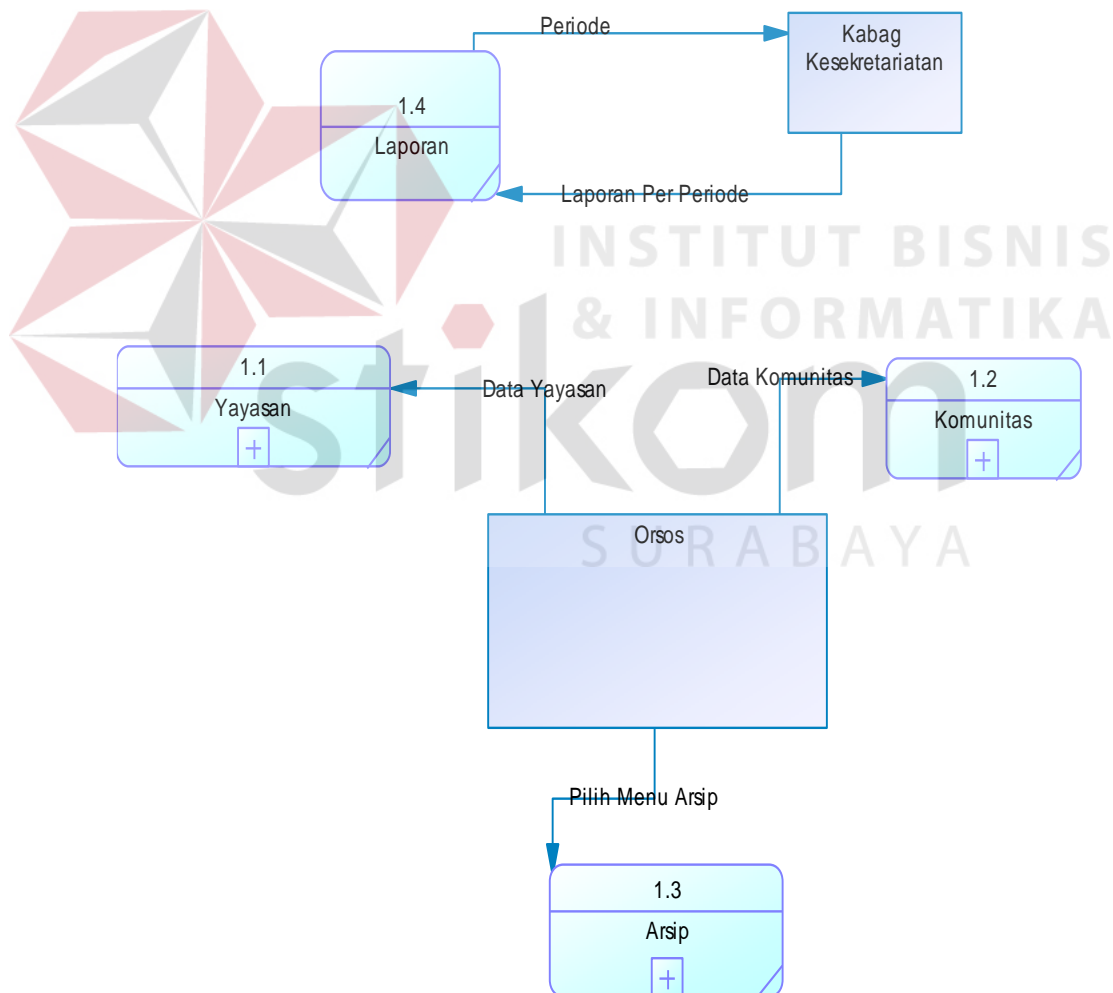 Periode
Kabag
Kesekretariatan
1.4
Laporan
Laporan Per Periode
INSTITUT BISNIS
& INFORMATIKA
stikom
SURABAYA
1.1
Yayasan
+
Data Yayasan
Data Komunitas
1.2
Komunitas
+
Orsos
Pilih Menu Arsip
1.3
Arsip
+